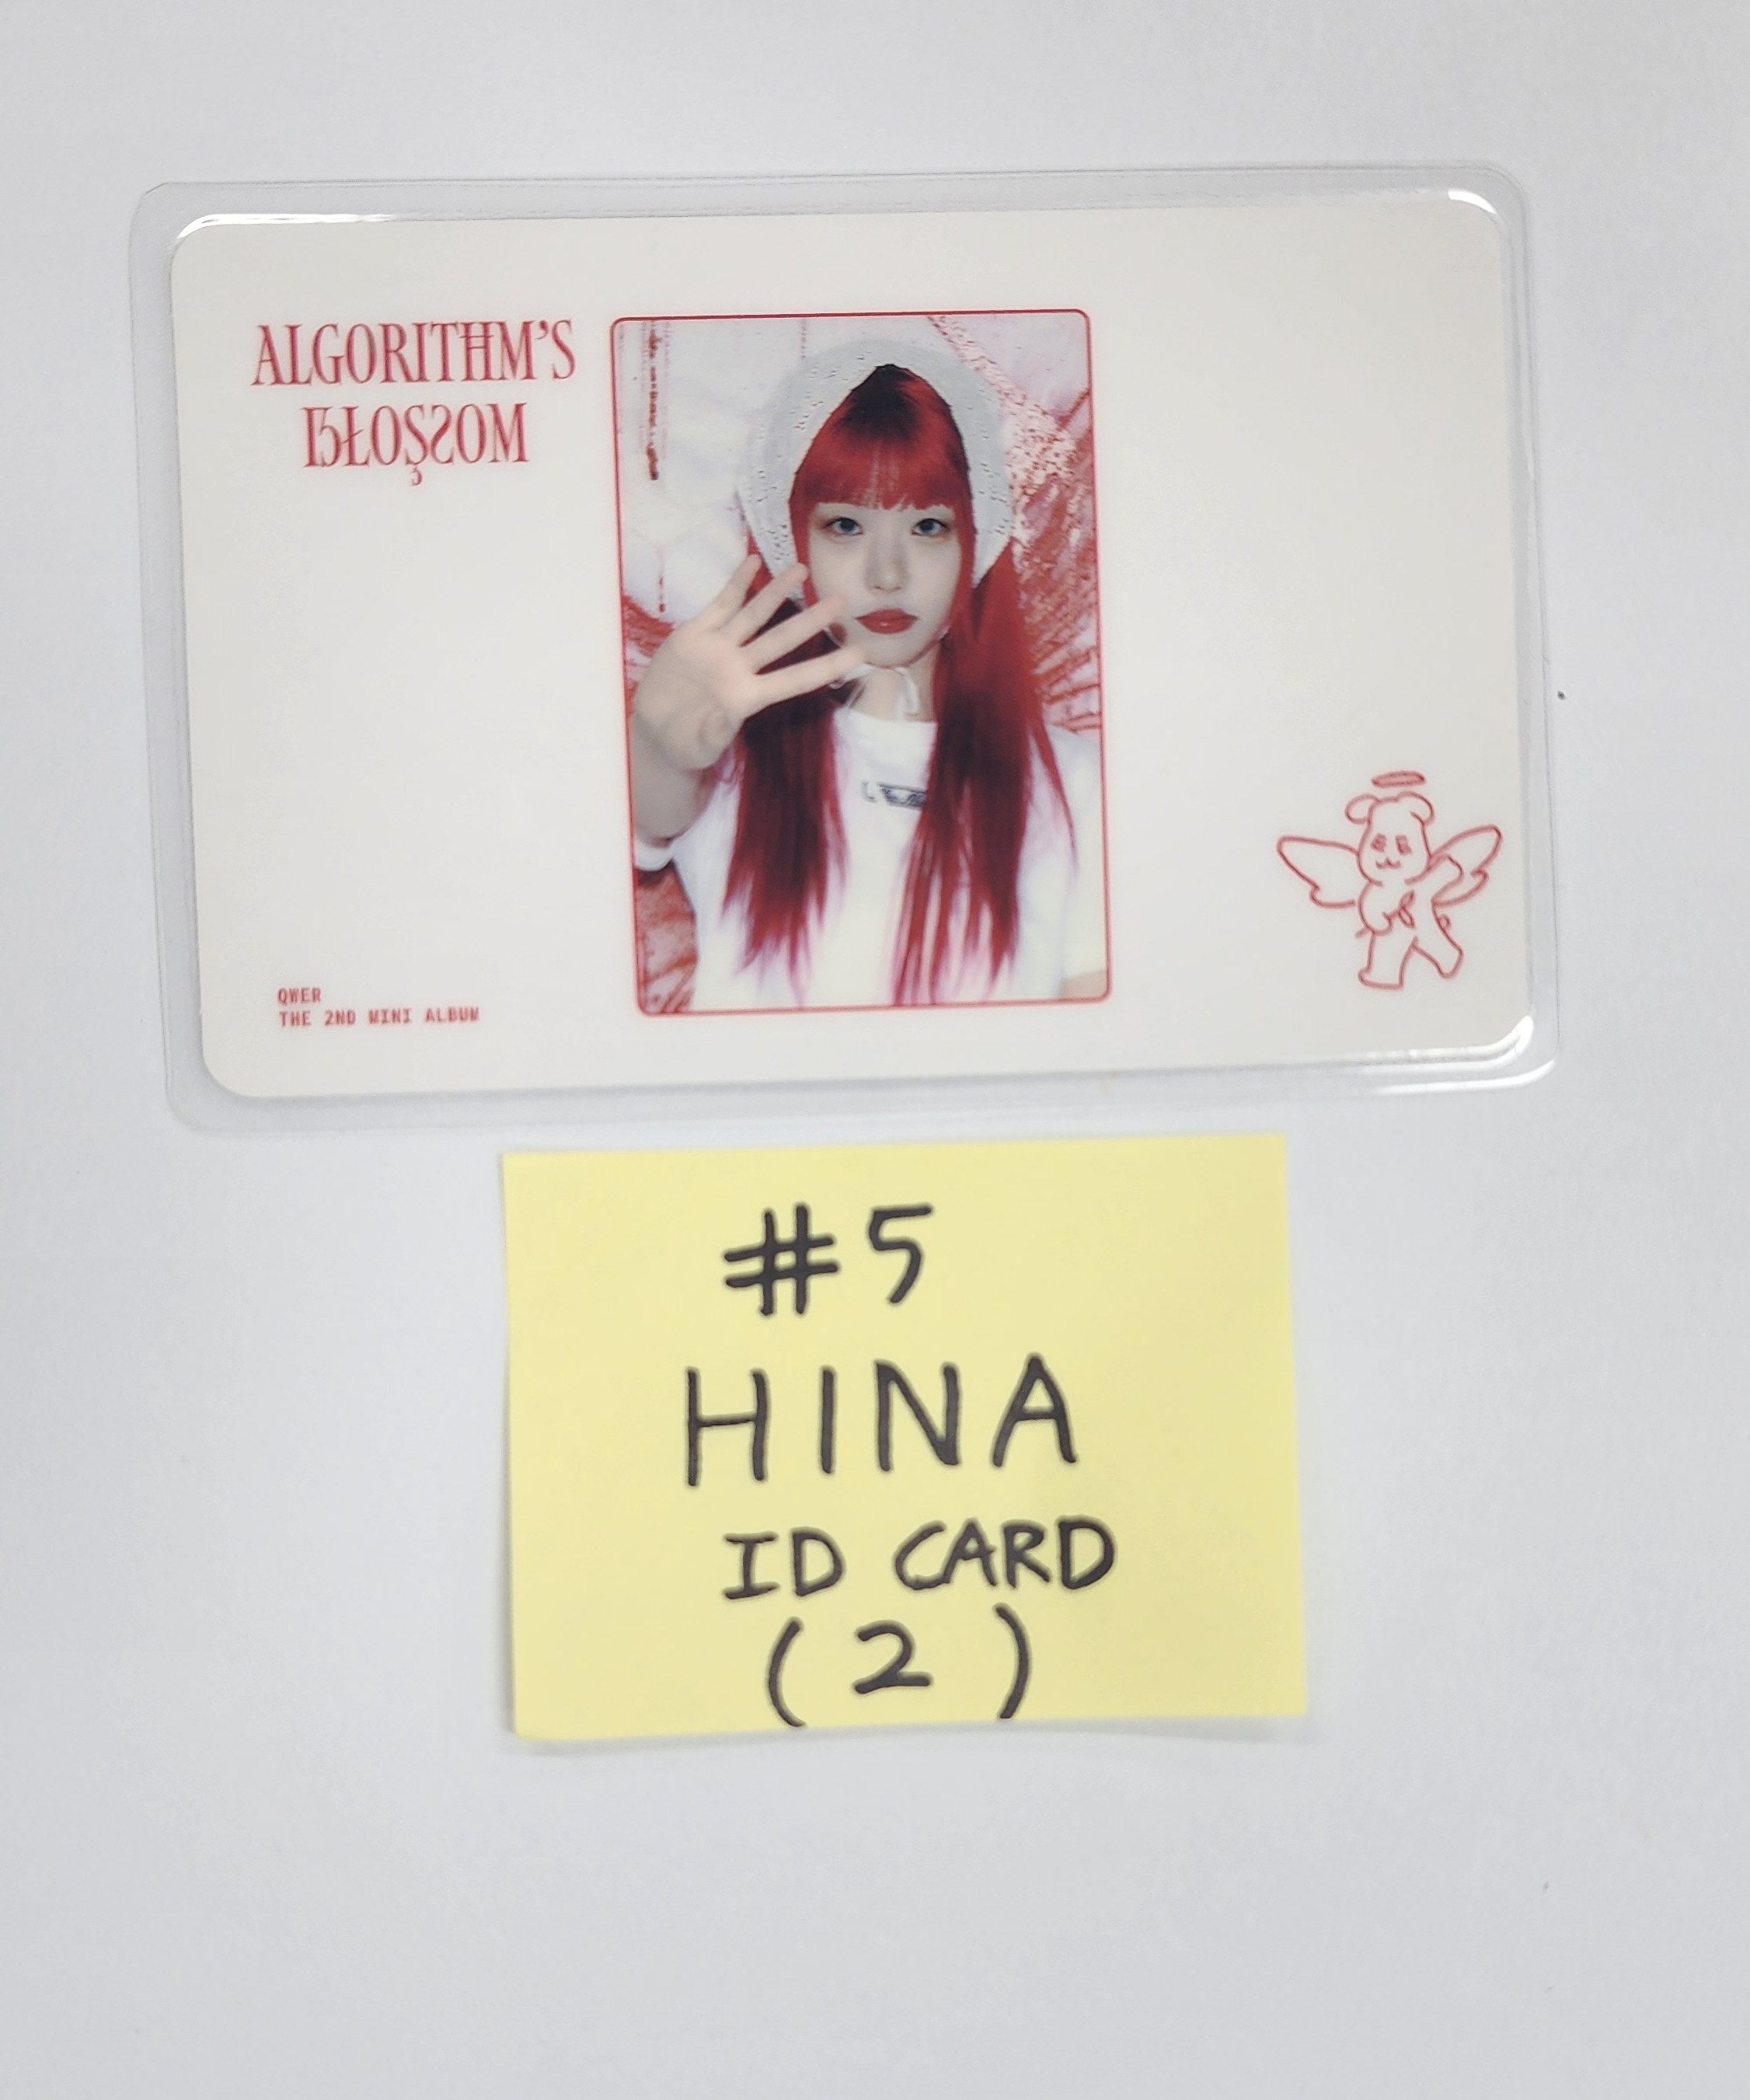 ALGORITHM'S
BLOSSOM
QWER
THE 2ND MINI ALBUM
#5
HINA
ID CARD
(2)